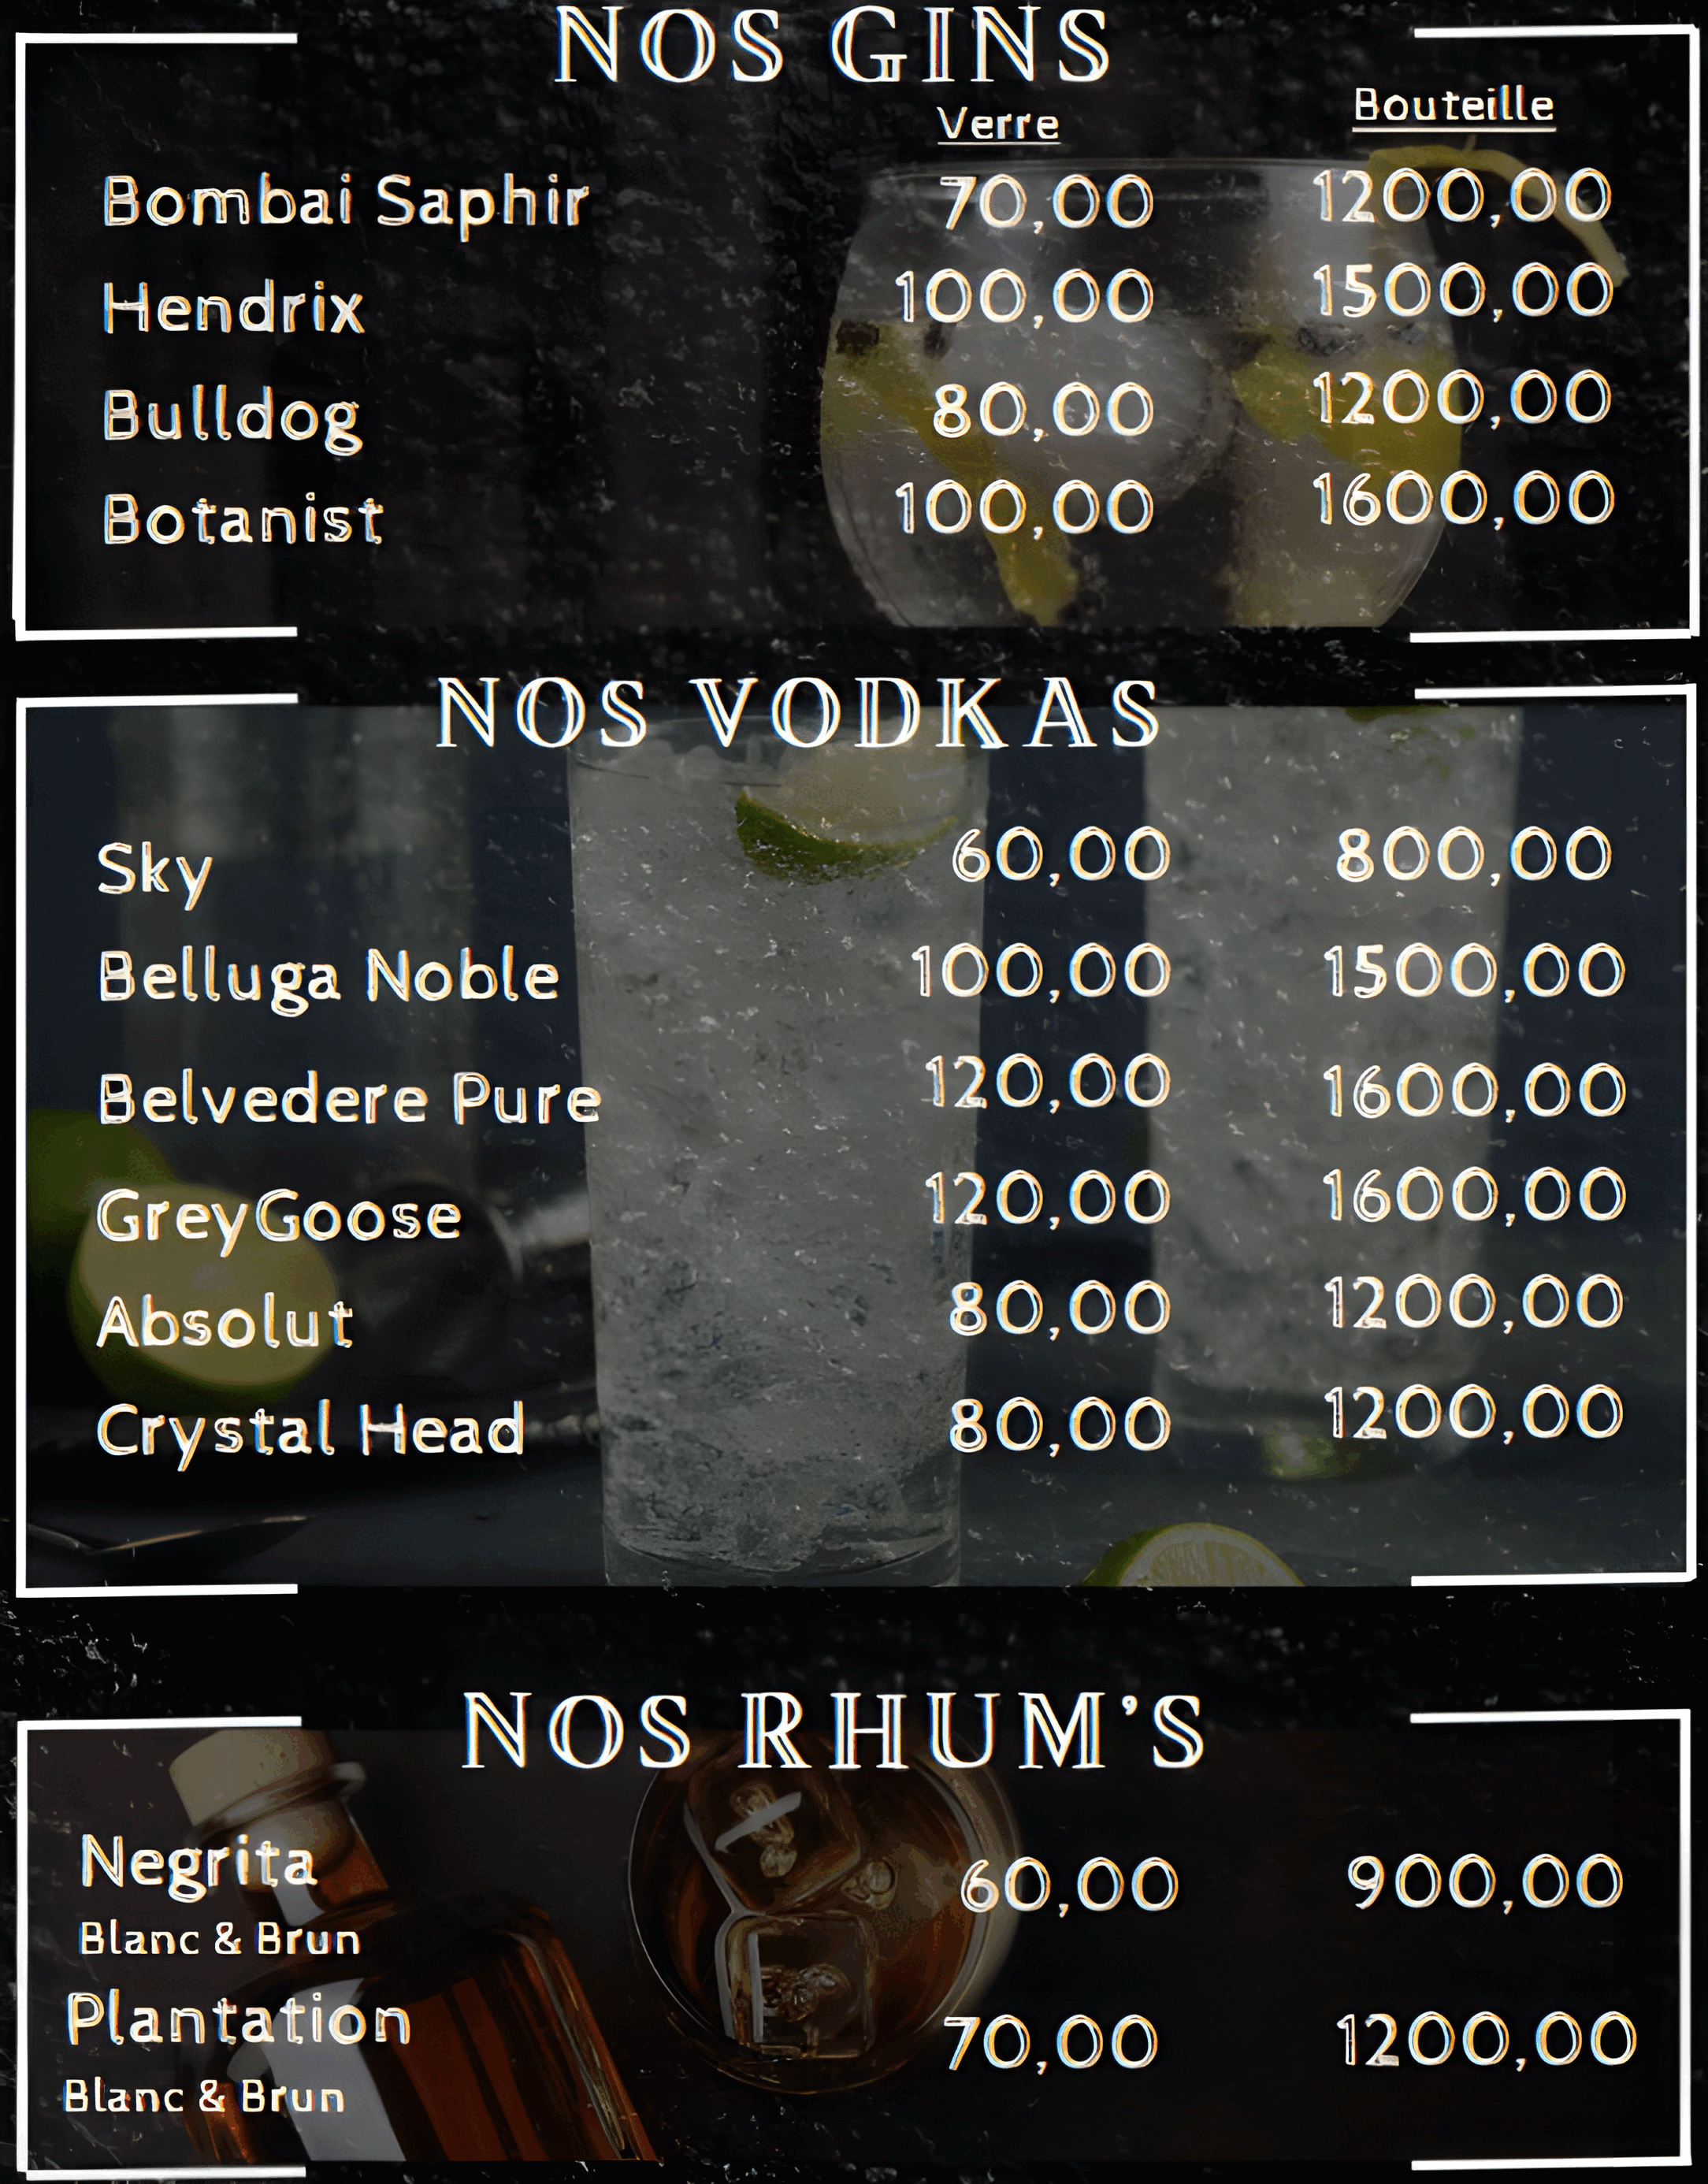 NOS GINS
Verre Bouteille
Bombai Saphir 70,00 1200,00
Hendrix 100,00 1500,00
Bulldog 80,00 1200,00
Botanist 100,00 1600,00
NOS VODKAS
Sky 60,00 800,00
Belluga Noble 100,00 1500,00
Belvedere Pure 120,00 1600,00
GreyGoose 120,00 1600,00
Absolut 80,00 1200,00
Crystal Head 80,00 1200,00
NOS RHUM'S
Negrita 60,00 900,00
Blanc & Brun
Plantation 70,00 1200,00
Blanc & Brun